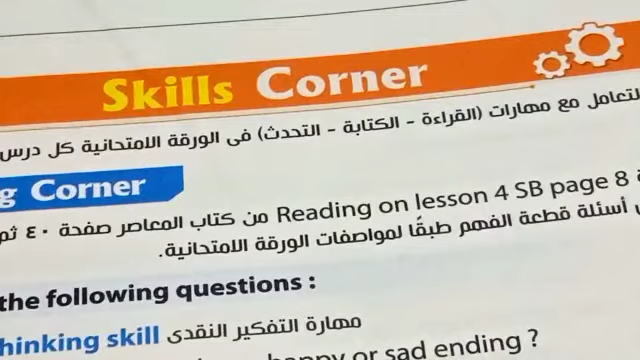 Skills Corner
لتعامل مع مهارات (القراءة - الكتابة - التحدث) فى الورقة الامتحانية كل درس
g Corner
Reading on lesson 4 SB page 8 من كتاب المعاصر صفحة ٤٠
أسئلة قطعة الفهم طبقًا لمواصفات الورقة الامتحانية.
the following questions :
hinking skill مهارة التفكير النقدى
happy or sad ending ?